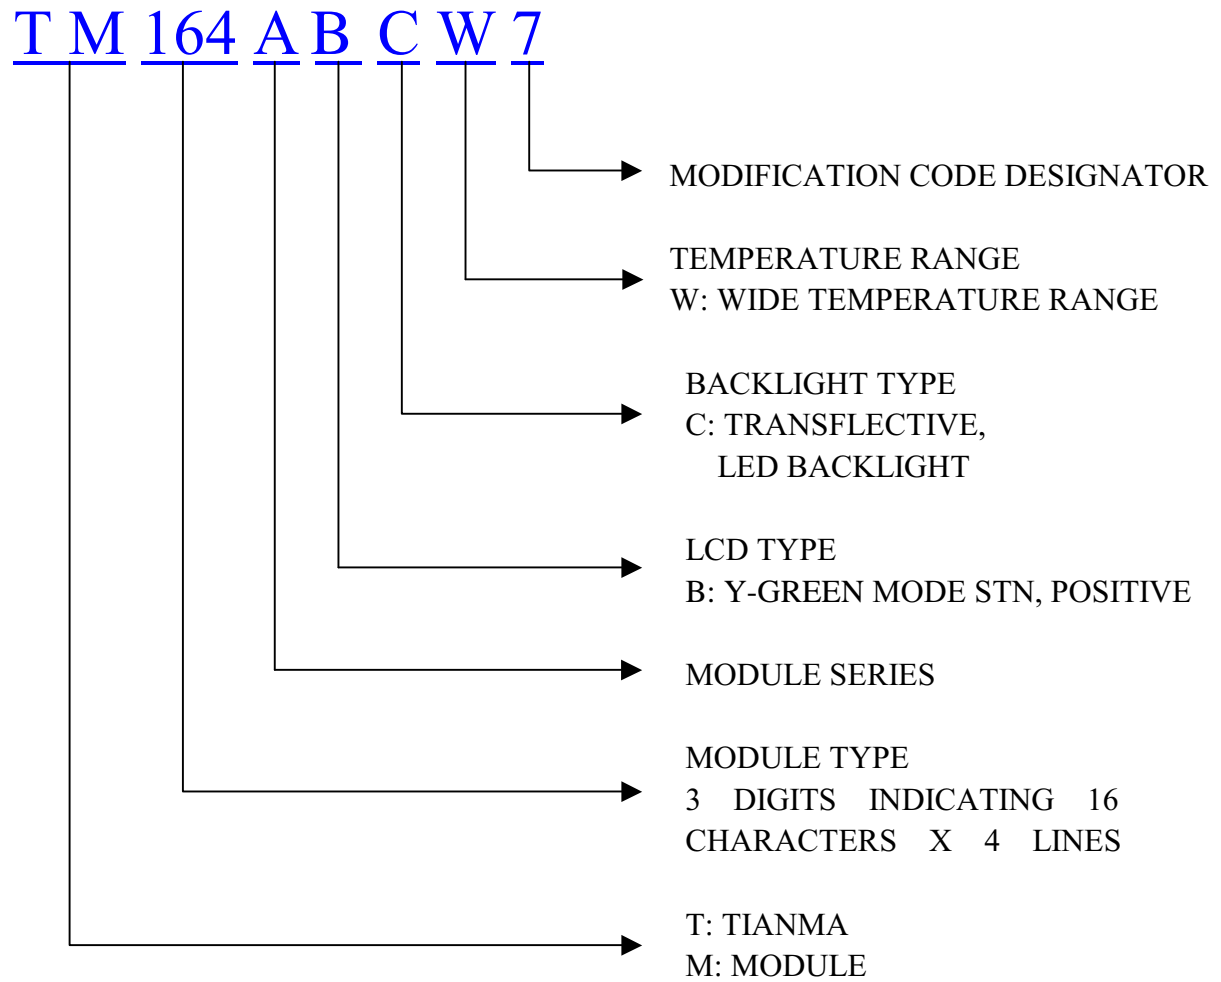 T M 164 A B C W 7
MODIFICATION CODE DESIGNATOR
TEMPERATURE RANGE
W: WIDE TEMPERATURE RANGE
BACKLIGHT TYPE
C: TRANSFLECTIVE,
LED BACKLIGHT
LCD TYPE
B: Y-GREEN MODE STN, POSITIVE
MODULE SERIES
MODULE TYPE
3 DIGITS INDICATING 16
CHARACTERS X 4 LINES
T: TIANMA
M: MODULE